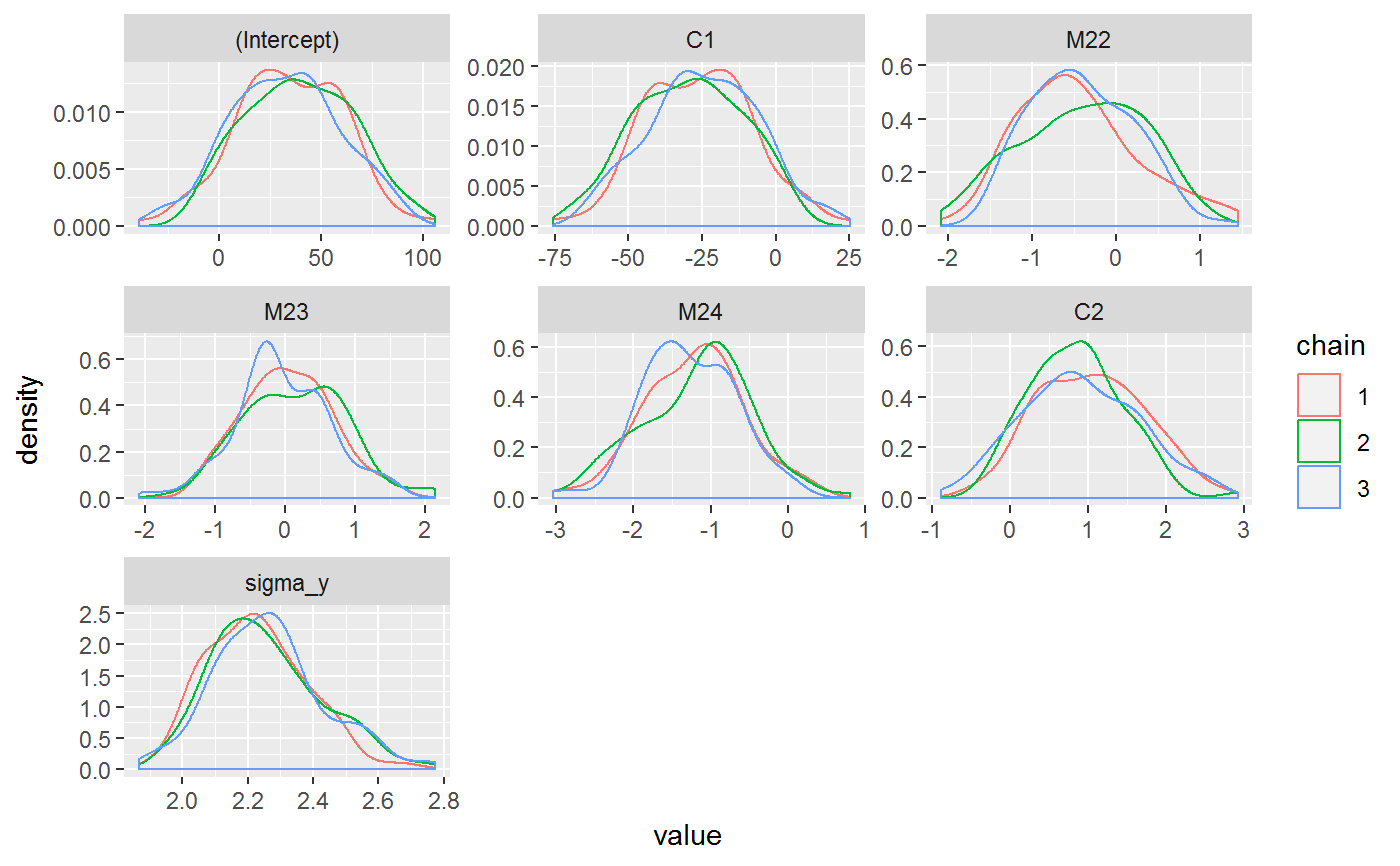 (Intercept) C1 M22
0.010 0.005 0.000
0.020 0.015 0.010 0.005 0.000
0.6 0.4 0.2 0.0
0 50 100
-75 -50 -25 0 25
-2 -1 0 1
M23 M24 C2
0.6 0.4 0.2 0.0
0.6 0.4 0.2 0.0
0.6 0.4 0.2 0.0
-2 -1 0 1 2
-3 -2 -1 0 1
-1 0 1 2 3
sigma_y
2.5 2.0 1.5 1.0 0.5 0.0
2.0 2.2 2.4 2.6 2.8
density
value
chain
1
2
3